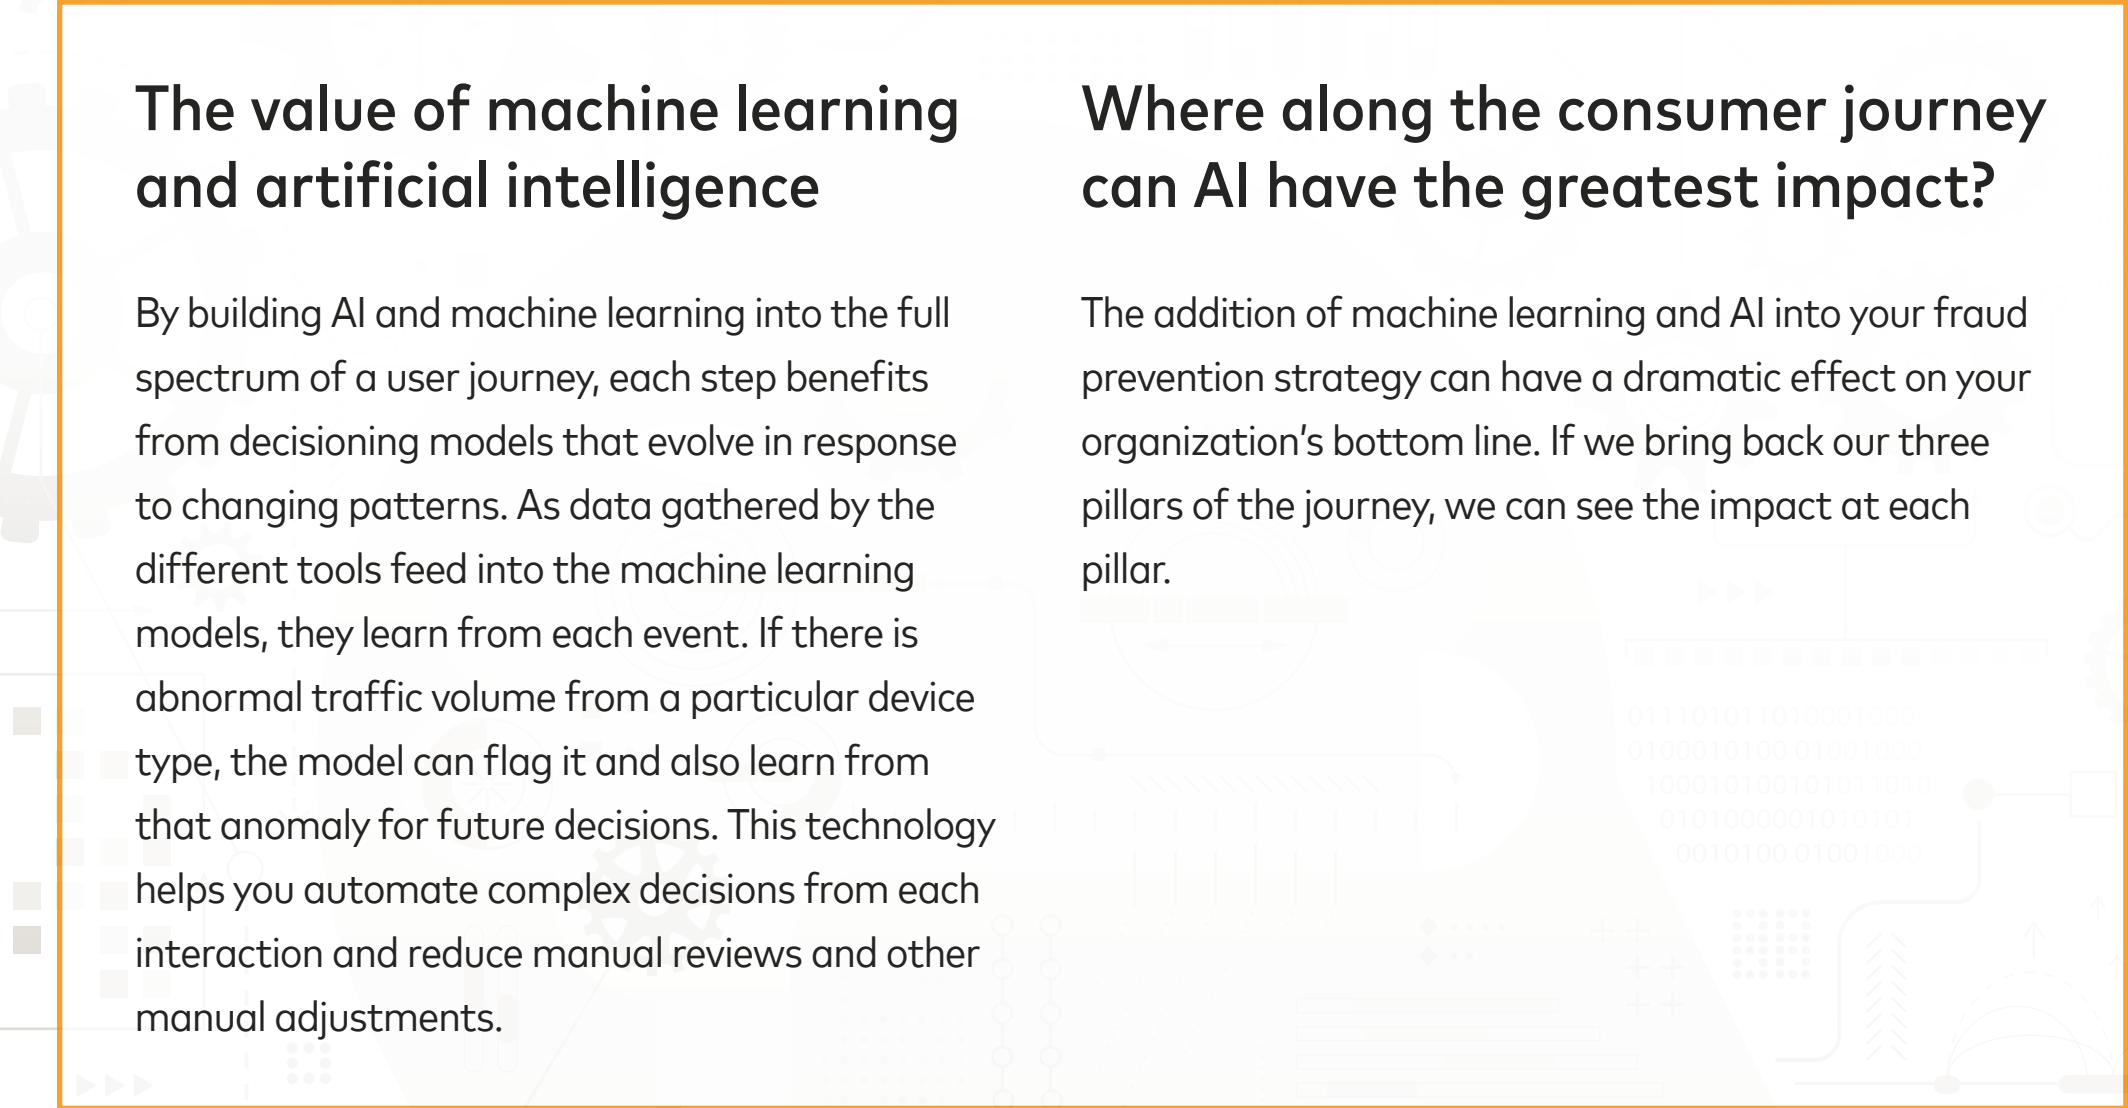 The value of machine learning
and artificial intelligence
By building AI and machine learning into the full
spectrum of a user journey, each step benefits
from decisioning models that evolve in response
to changing patterns. As data gathered by the
different tools feed into the machine learning
models, they learn from each event. If there is
abnormal traffic volume from a particular device
type, the model can flag it and also learn from
that anomaly for future decisions. This technology
helps you automate complex decisions from each
interaction and reduce manual reviews and other
manual adjustments.
Where along the consumer journey
can AI have the greatest impact?
The addition of machine learning and AI into your fraud
prevention strategy can have a dramatic effect on your
organization's bottom line. If we bring back our three
pillars of the journey, we can see the impact at each
pillar.